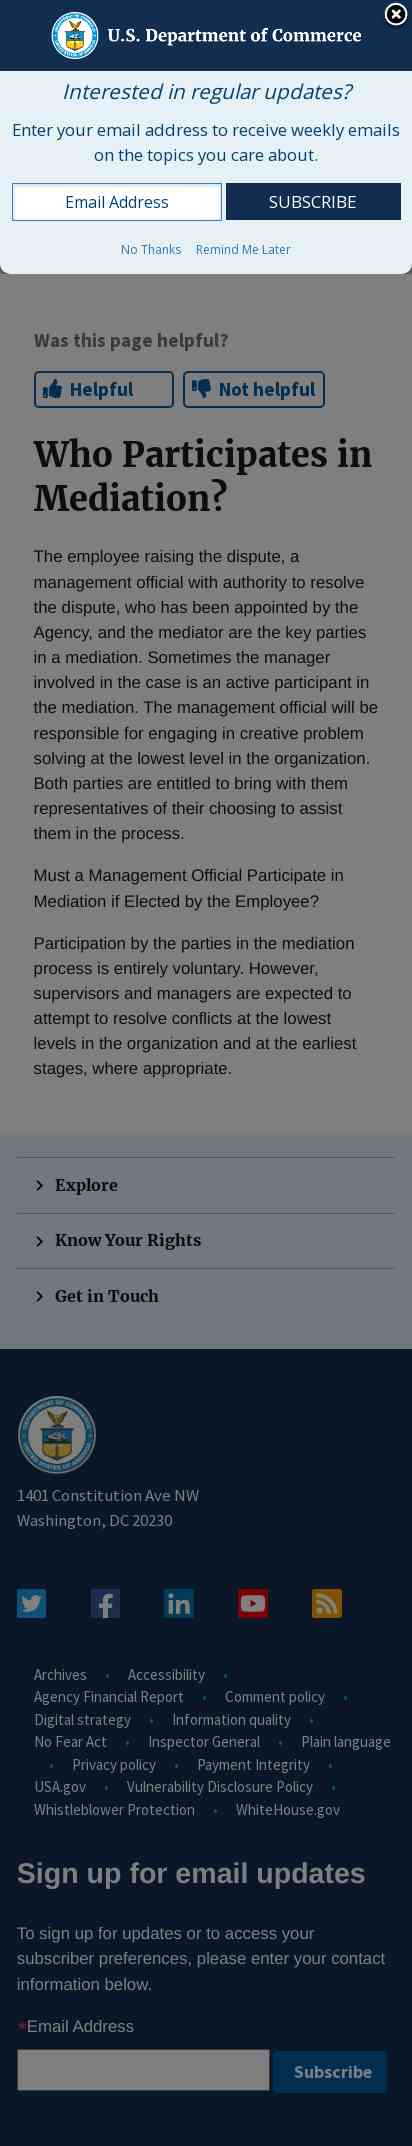 U.S. Department of Commerce
Interested in regular updates?
Enter your email address to receive weekly emails
on the topics you care about.
Email Address SUBSCRIBE
No Thanks Remind Me Later
Was this page helpful?
Helpful Not helpful
Who Participates in
Mediation?
The employee raising the dispute, a
management official with authority to resolve
the dispute, who has been appointed by the
Agency, and the mediator are the key parties
in a mediation. Sometimes the manager
involved in the case is an active participant in
the mediation. The management official will be
responsible for engaging in creative problem
solving at the lowest level in the organization.
Both parties are entitled to bring with them
representatives of their choosing to assist
them in the process.
Must a Management Official Participate in
Mediation if Elected by the Employee?
Participation by the parties in the mediation
process is entirely voluntary. However,
supervisors and managers are expected to
attempt to resolve conflicts at the lowest
levels in the organization and at the earliest
stages, where appropriate.
Explore
Know Your Rights
Get in Touch
1401 Constitution Ave NW
Washington, DC 20230
Archives • Accessibility •
Agency Financial Report • Comment policy •
Digital strategy • Information quality •
No Fear Act • Inspector General • Plain language
• Privacy policy • Payment Integrity •
USA.gov • Vulnerability Disclosure Policy •
Whistleblower Protection • WhiteHouse.gov
Sign up for email updates
To sign up for updates or to access your
subscriber preferences, please enter your contact
information below.
*Email Address
Subscribe